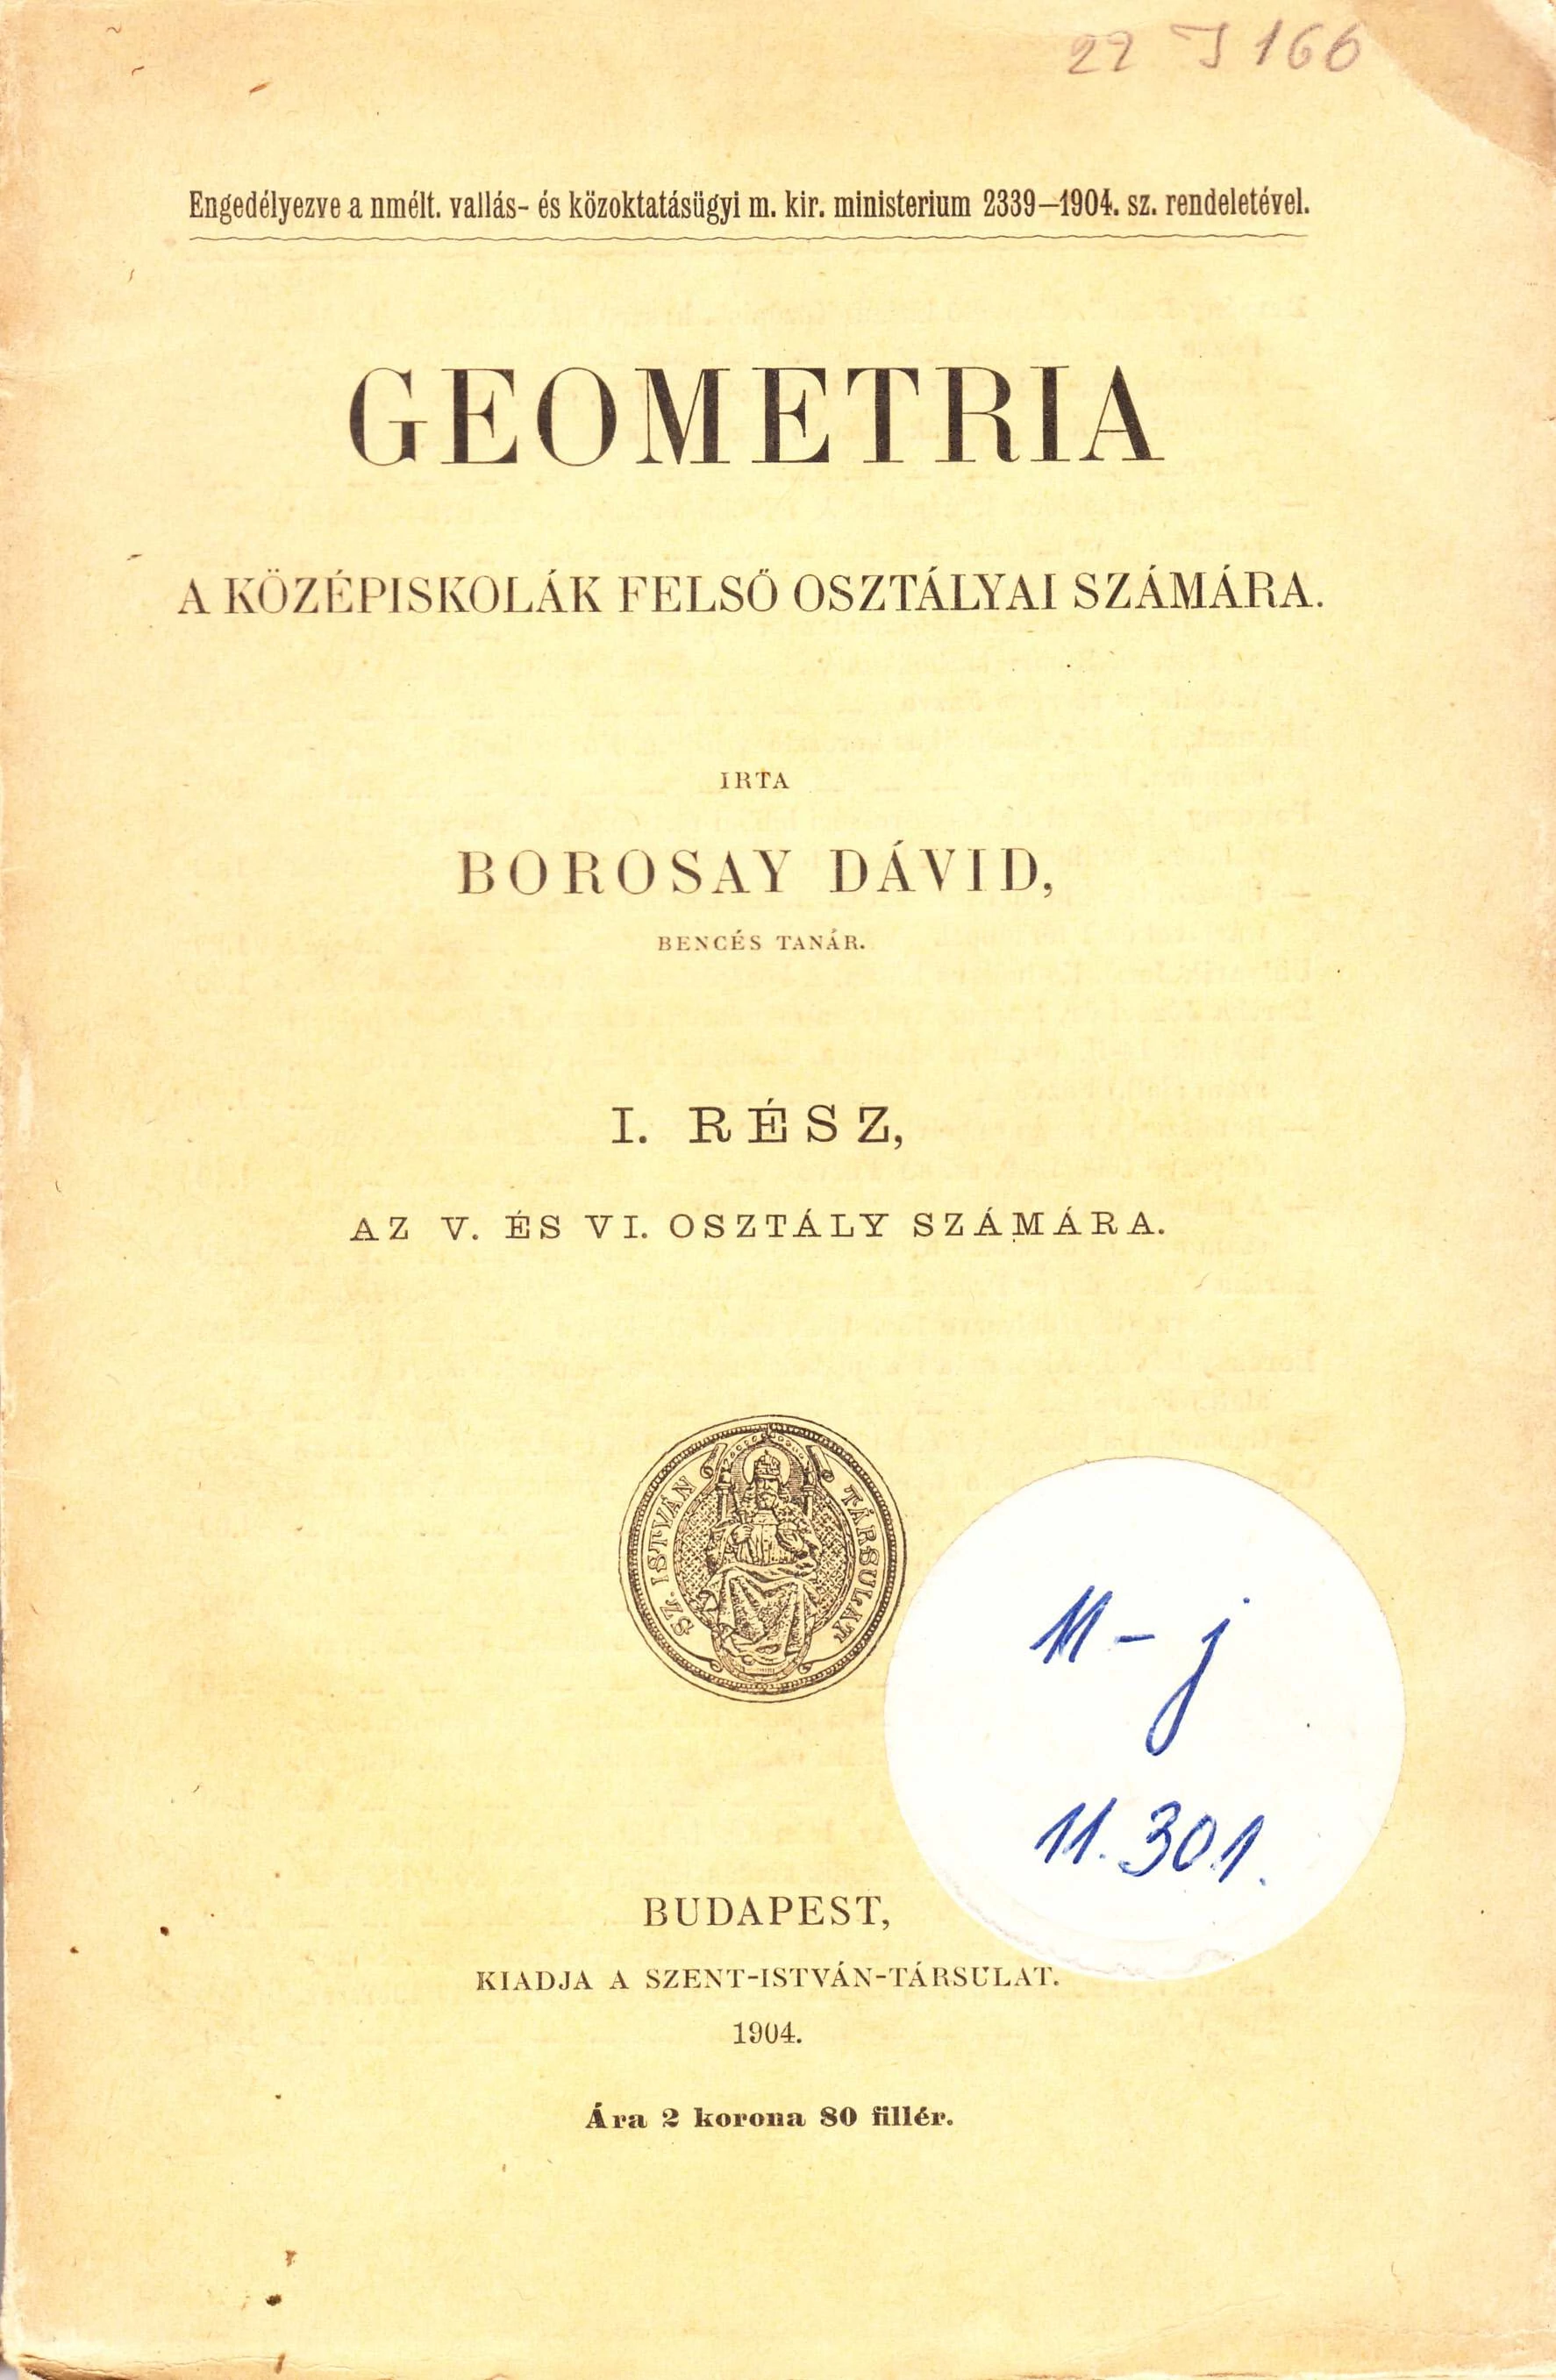 22 J 166
Engedélyezve a nmélt. vallás- és közoktatásügyi m. kir. ministerium 2339–1904. sz. rendeletével.
GEOMETRIA
A KÖZÉPISKOLÁK FELSŐ OSZTÁLYAI SZÁMÁRA.
IRTA
BOROSAY DÁVID,
BENCÉS TANÁR.
I. RÉSZ,
AZ V. ÉS VI. OSZTÁLY SZÁMÁRA.
SZ. ISTVÁN TÁRSULAT
11 – j
11.301.
BUDAPEST,
KIADJA A SZENT-ISTVÁN-TÁRSULAT.
1904.
Ára 2 korona 80 fillér.